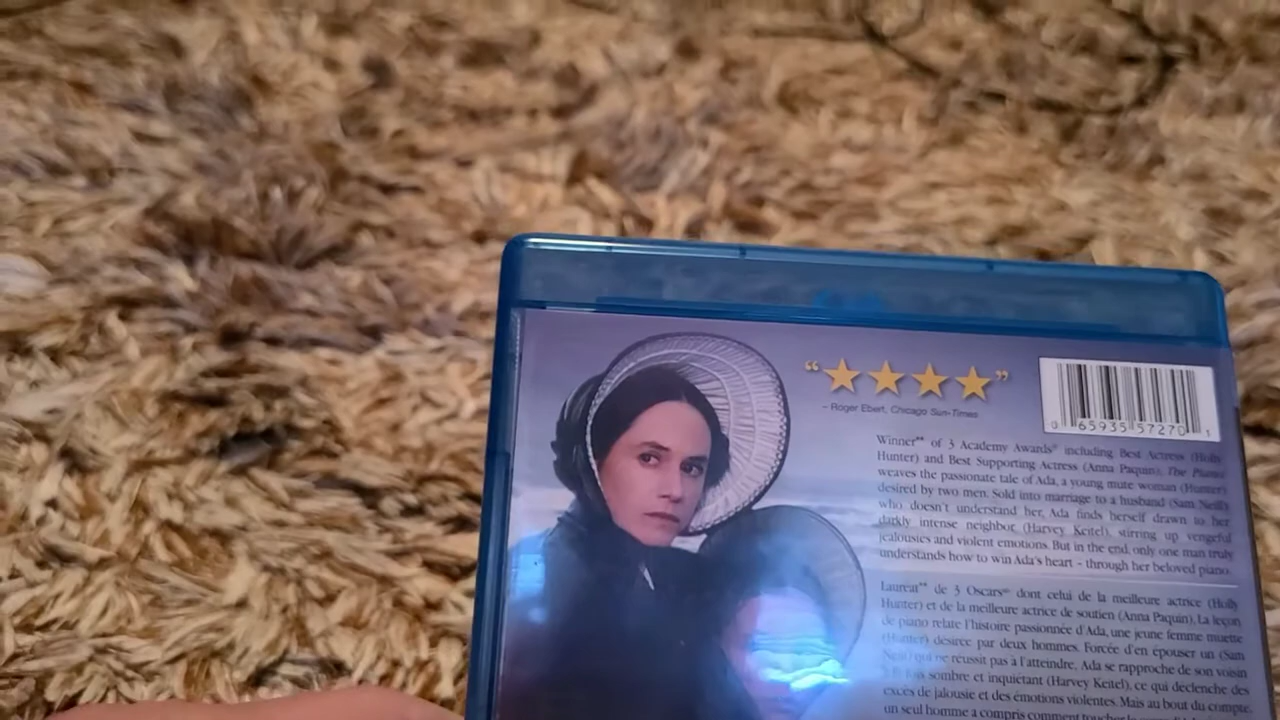 “★★★★”
– Roger Ebert, Chicago Sun-Times
0 65935 57270 1
Winner** of 3 Academy Awards® including Best Actress (Holly
Hunter) and Best Supporting Actress (Anna Paquin), The Piano
weaves the passionate tale of Ada, a young mute woman (Hunter)
desired by two men. Sold into marriage to a husband (Sam Neill)
who doesn't understand her, Ada finds herself drawn to her
darkly intense neighbor (Harvey Keitel), stirring up vengeful
jealousies and violent emotions. But in the end, only one man truly
understands how to win Ada's heart – through her beloved piano.
Laureat** de 3 Oscars® dont celui de la meilleure actrice (Holly
Hunter) et de la meilleure actrice de soutien (Anna Paquin), La leçon
de piano relate l'histoire passionnée d'Ada, une jeune femme muette
(Hunter) désirée par deux hommes. Forcée d'en épouser un (Sam
Neill) qui ne réussit pas à l'atteindre, Ada se rapproche de son voisin
sombre et inquiétant (Harvey Keitel), ce qui déclenche des
excès de jalousie et des émotions violentes. Mais au bout du compte,
un seul homme a compris comment toucher